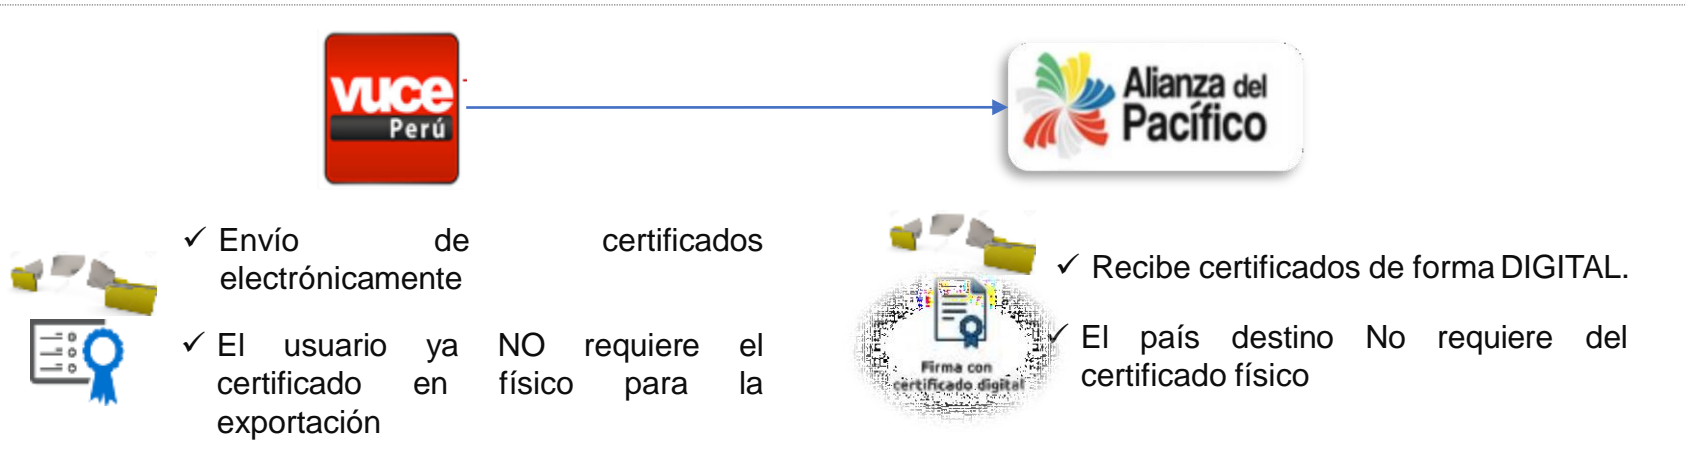 vuce
Perú
Alianza del
Pacífico
✓ Envío de certificados
electrónicamente
✓ El usuario ya NO requiere el
certificado en físico para la
exportación
✓ Recibe certificados de forma DIGITAL.
✓ El país destino No requiere del
certificado físico
Firma con
certificado digital